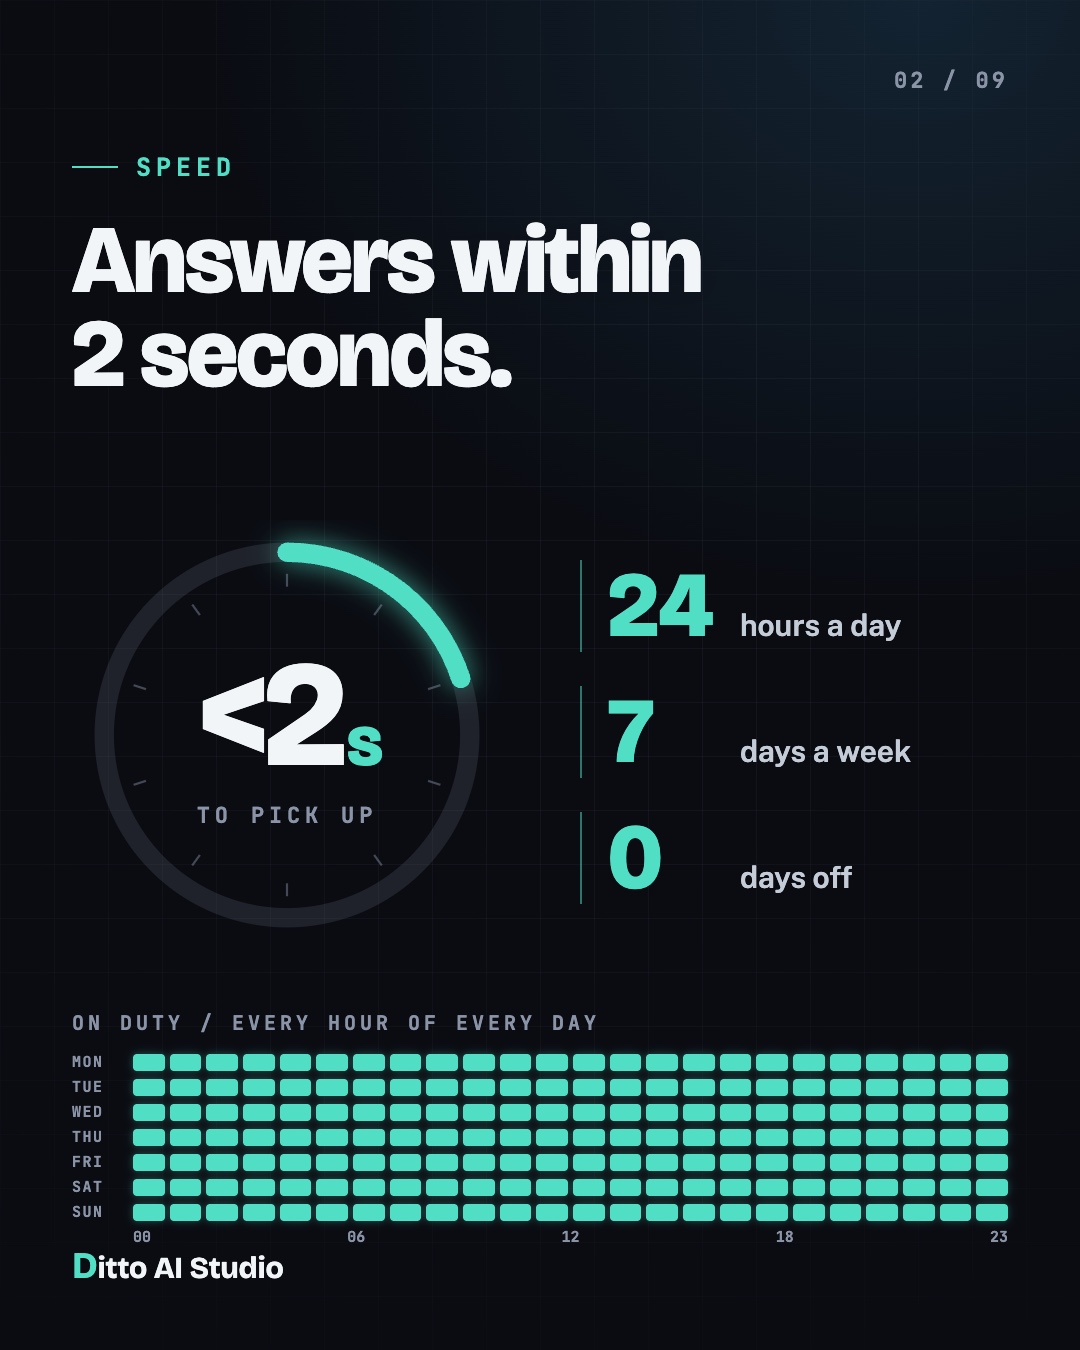 02 / 09
SPEED
Answers within
2 seconds.
<2s
TO PICK UP
24 hours a day
7 days a week
0 days off
ON DUTY / EVERY HOUR OF EVERY DAY
MON
TUE
WED
THU
FRI
SAT
SUN
00 06 12 18 23
Ditto AI Studio